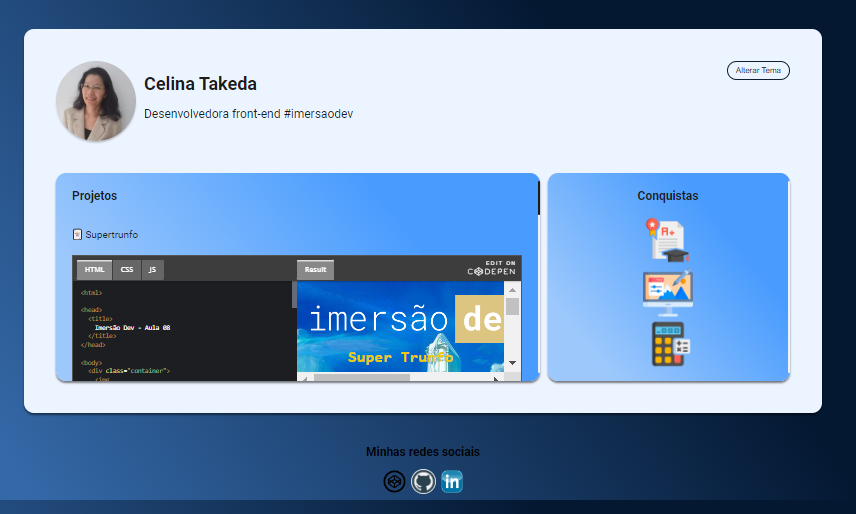 Celina Takeda
Alterar Tema
Desenvolvedora front-end #imersaodev
Projetos
Conquistas
Supertrunfo
HTML CSS JS
Result
EDIT ON
CODEPEN
<html>
<head>
<title>
Imersão Dev - Aula 08
</title>
</head>
<body>
<div class="container">
<img
imersão de
Super Trunfo
A+
Minhas redes sociais
in